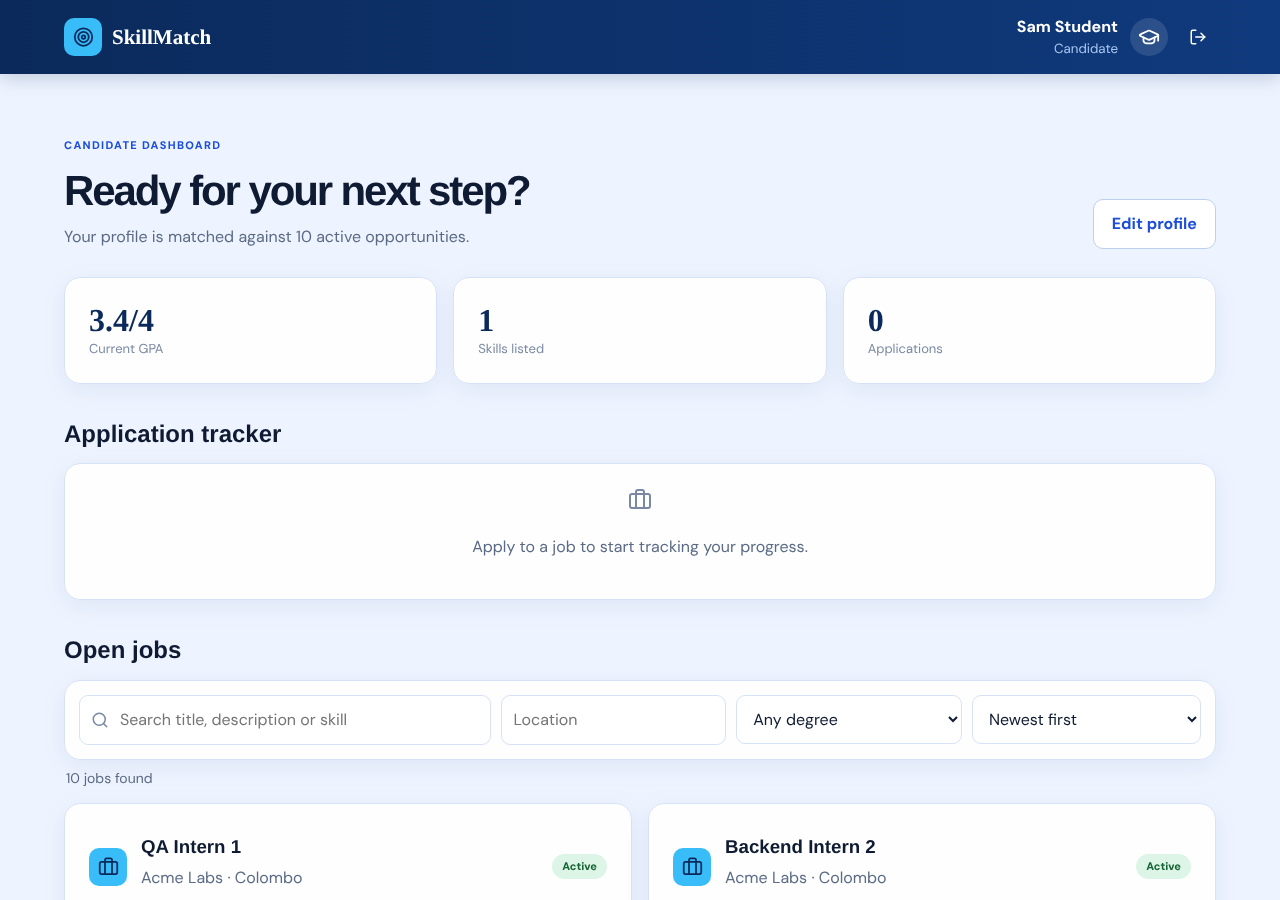 SkillMatch
Sam Student
Candidate
CANDIDATE DASHBOARD
Ready for your next step?
Your profile is matched against 10 active opportunities.
Edit profile
3.4/4
Current GPA
1
Skills listed
0
Applications
Application tracker
Apply to a job to start tracking your progress.
Open jobs
Search title, description or skill
Location
Any degree
Newest first
10 jobs found
QA Intern 1
Acme Labs · Colombo
Active
Backend Intern 2
Acme Labs · Colombo
Active